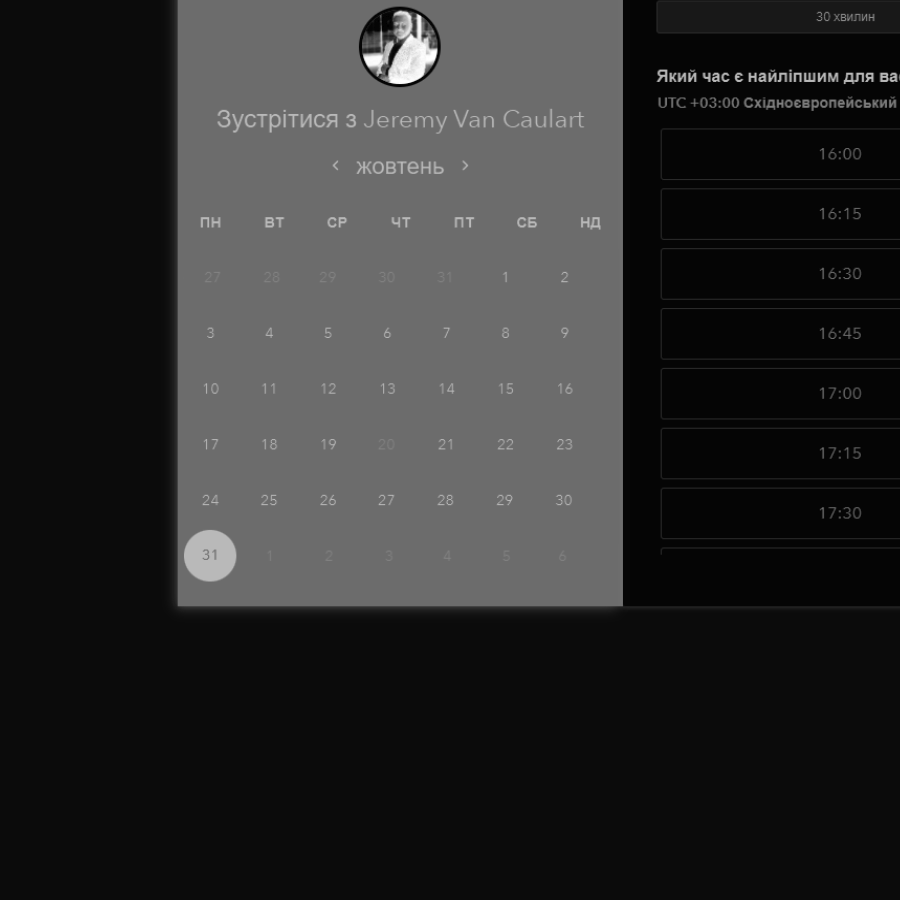 Зустрітися з Jeremy Van Caulart
жовтень
ПН ВТ СР ЧТ ПТ СБ НД
27 28 29 30 31 1 2
3 4 5 6 7 8 9
10 11 12 13 14 15 16
17 18 19 20 21 22 23
24 25 26 27 28 29 30
31 1 2 3 4 5 6
30 хвилин
Який час є найліпшим для вас
UTC +03:00 Східноєвропейський
16:00
16:15
16:30
16:45
17:00
17:15
17:30